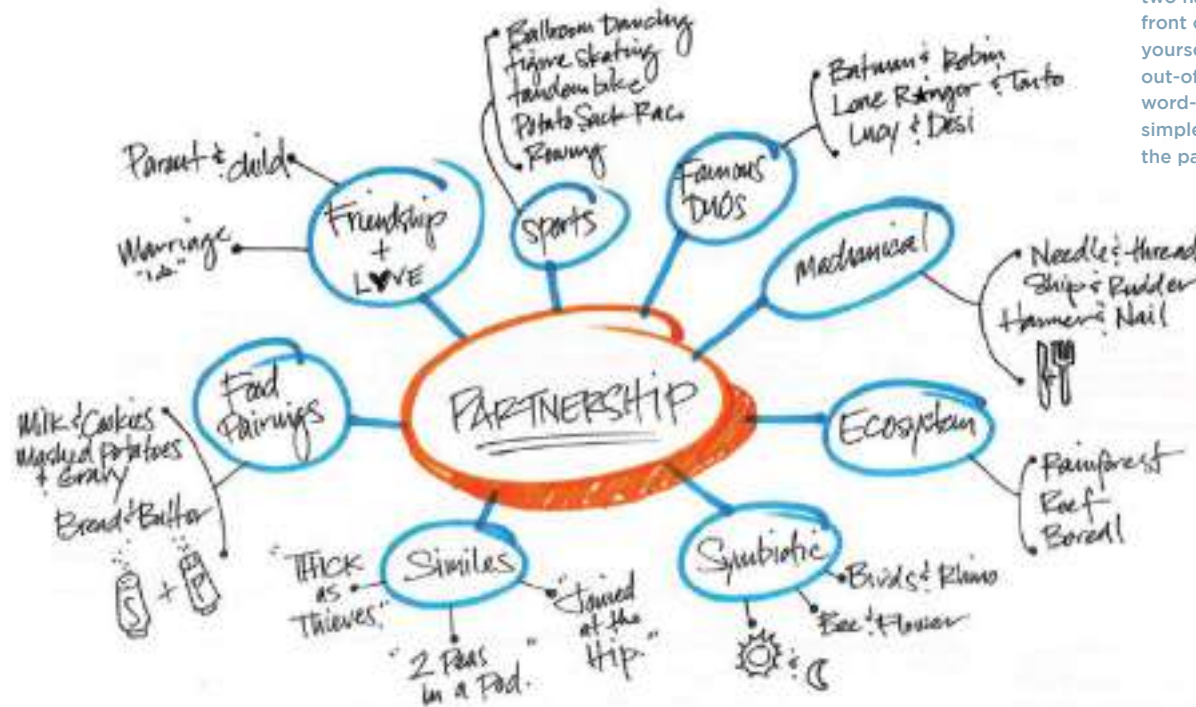 PARTNERSHIP
Friendship
+
LOVE
Parent & child
Marriage
Sports
Ballroom Dancing
figure skating
tandem bike
Potato Sack Race
Rowing
Famous
DUOS
Batman & Robin
Lone Ranger & Tonto
Lucy & Desi
Mechanical
Needle & thread
Ship & Rudder
Hammer & Nail
Ecosystem
Rainforest
Reef
Boreal
Symbiotic
Birds & Rhino
Bee & Flower
&
Similes
"Joined
at the
Hip."
"2 Peas
in a Pod."
"THICK
as
Thieves."
Food
Pairings
Milk & Cookies
Mashed Potatoes
& Gravy
Bread & Butter
S + P
front
the